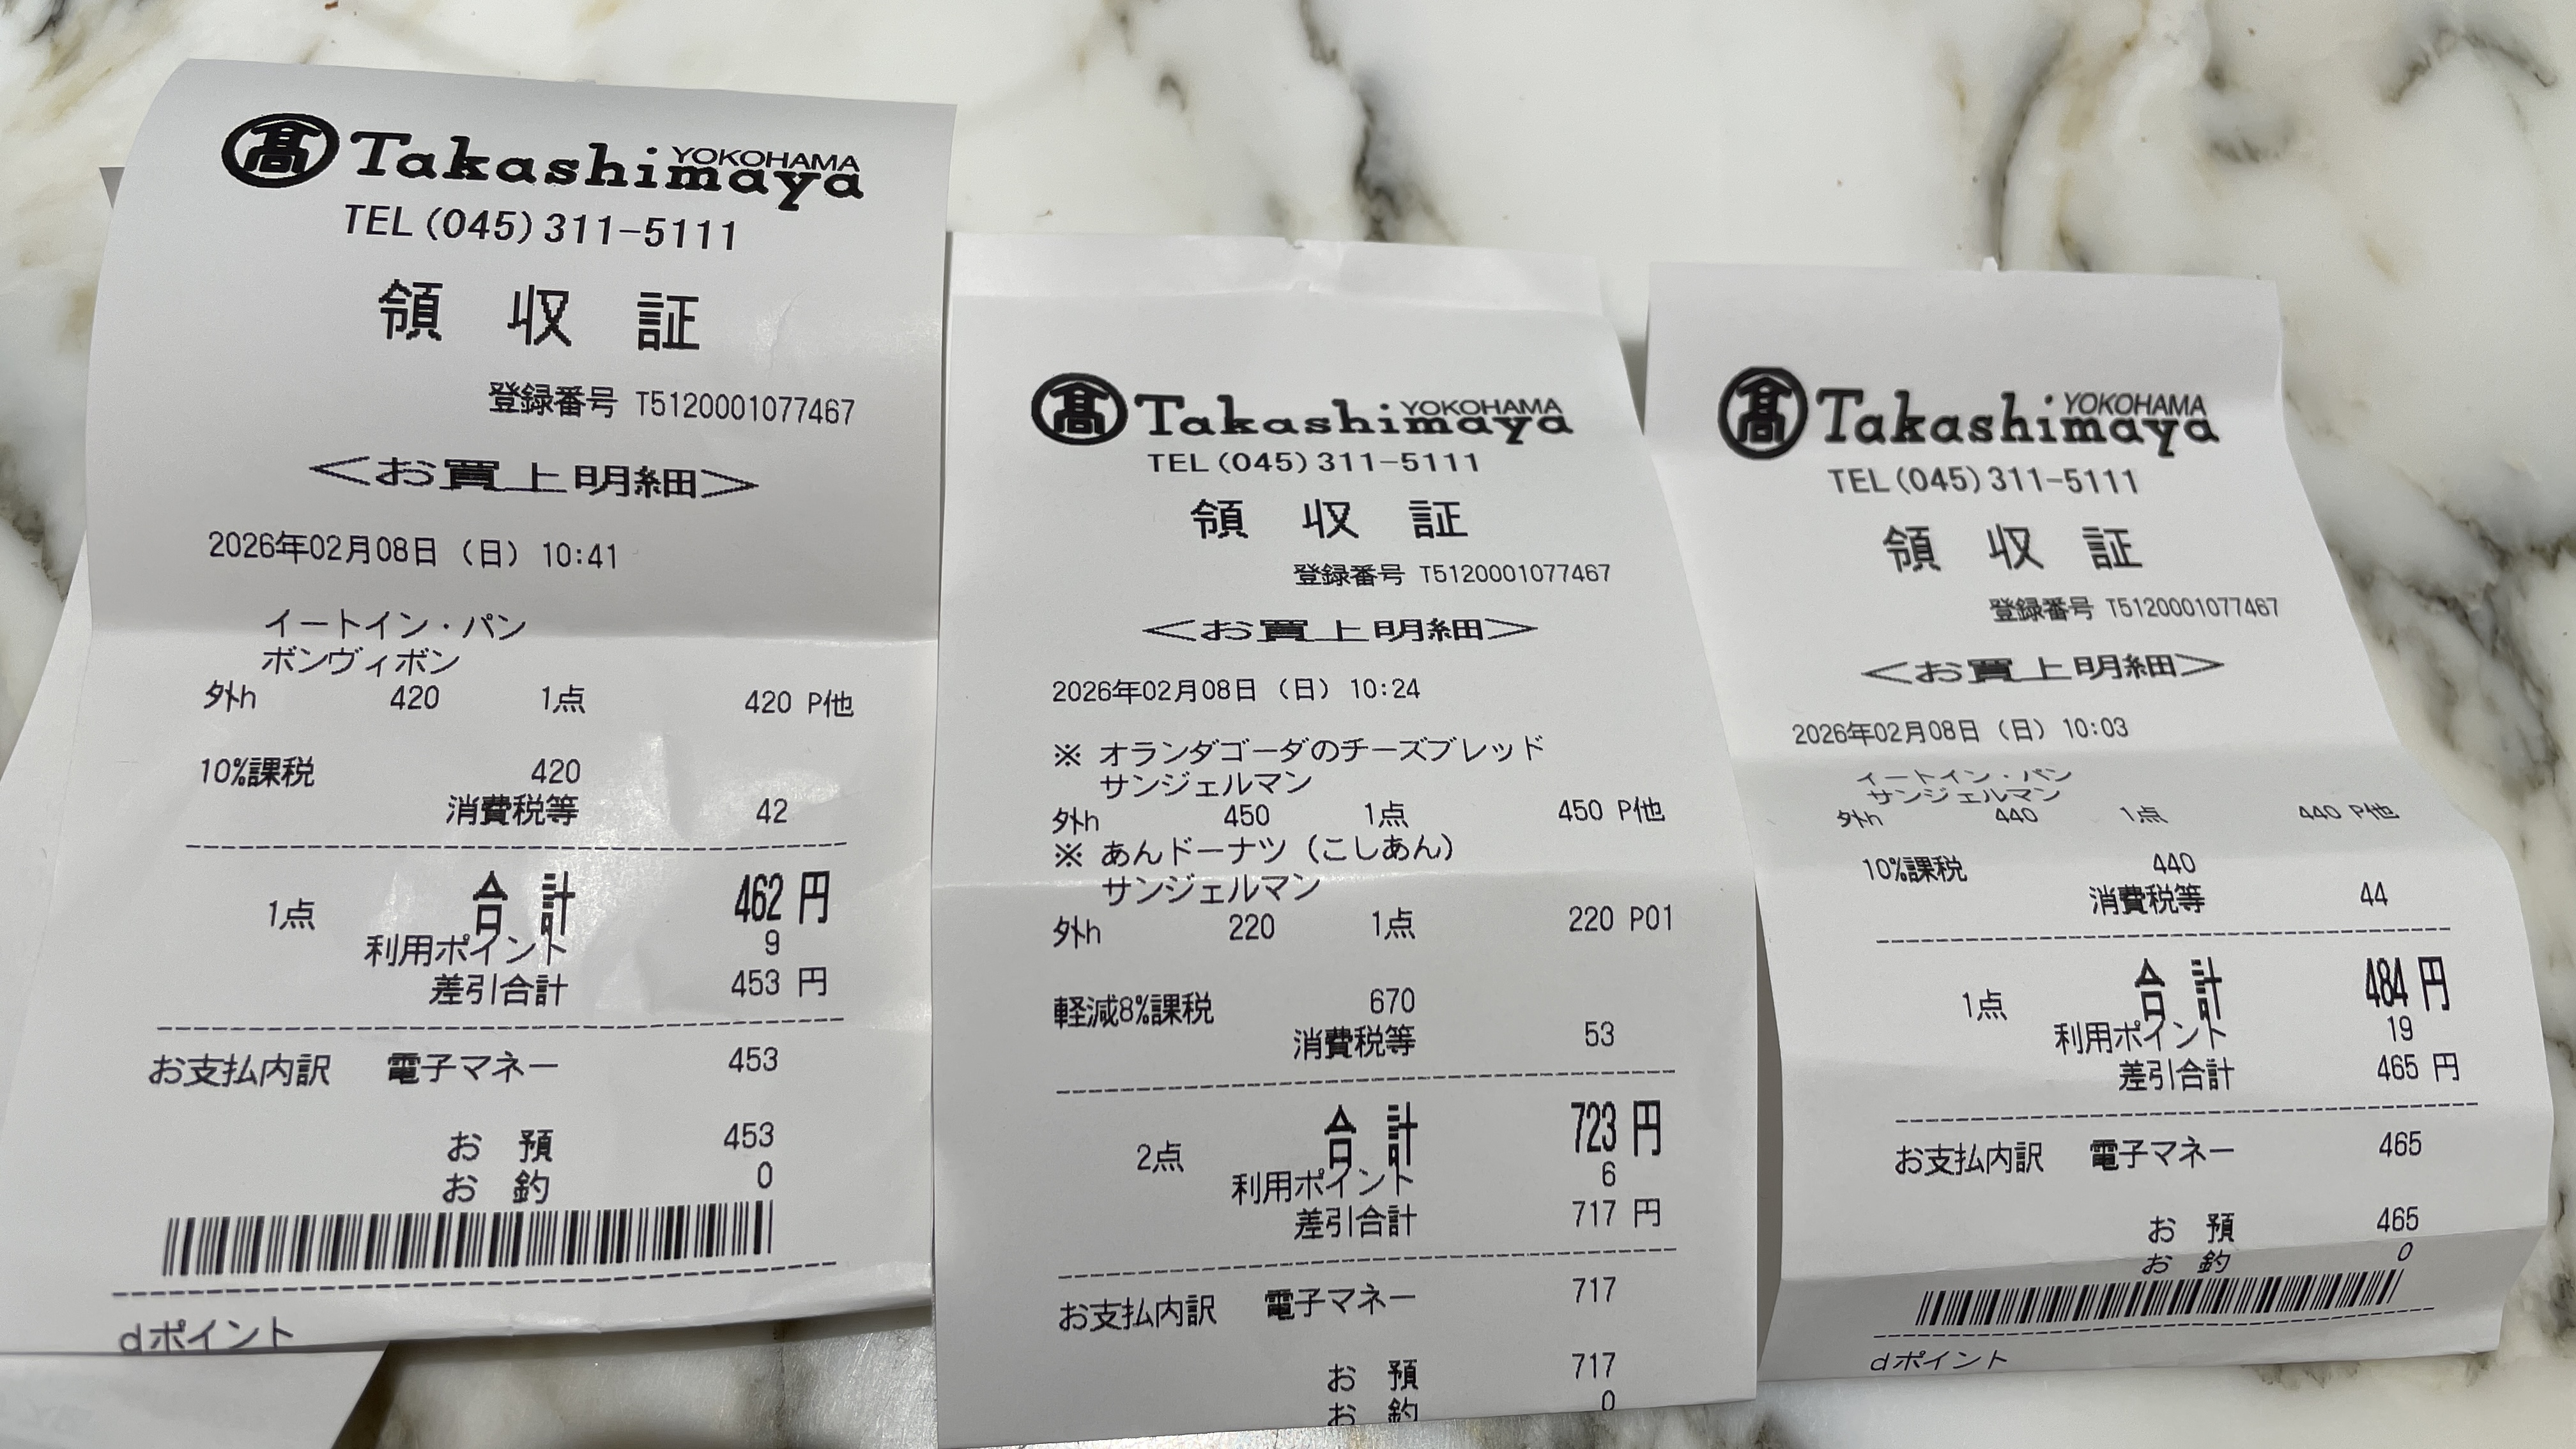 高 Takashimaya YOKOHAMA
TEL (045) 311-5111
領 収 証
登録番号 T5120001077467
<お買上明細>
2026年02月08日 (日) 10:41
イートイン・パン
ボンヴィボン
外h 420 1点 420 P他
10%課税 420
消費税等 42
1点 合 計 462 円
利用ポイント 9
差引合計 453 円
お支払内訳 電子マネー 453
お 預 453
お 釣 0
dポイント
高 Takashimaya YOKOHAMA
TEL (045) 311-5111
領 収 証
登録番号 T5120001077467
<お買上明細>
2026年02月08日 (日) 10:24
※ オランダゴーダのチーズブレッド
サンジェルマン
外h 450 1点 450 P他
※ あんドーナツ (こしあん)
サンジェルマン
外h 220 1点 220 P01
軽減8%課税 670
消費税等 53
2点 合 計 723 円
利用ポイント 6
差引合計 717 円
お支払内訳 電子マネー 717
お 預 717
お 釣 0
高 Takashimaya YOKOHAMA
TEL (045) 311-5111
領 収 証
登録番号 T5120001077467
<お買上明細>
2026年02月08日 (日) 10:03
イートイン・パン
サンジェルマン
外h 440 1点 440 P他
10%課税 440
消費税等 44
1点 合 計 484 円
利用ポイント 19
差引合計 465 円
お支払内訳 電子マネー 465
お 預 465
お 釣 0
dポイント